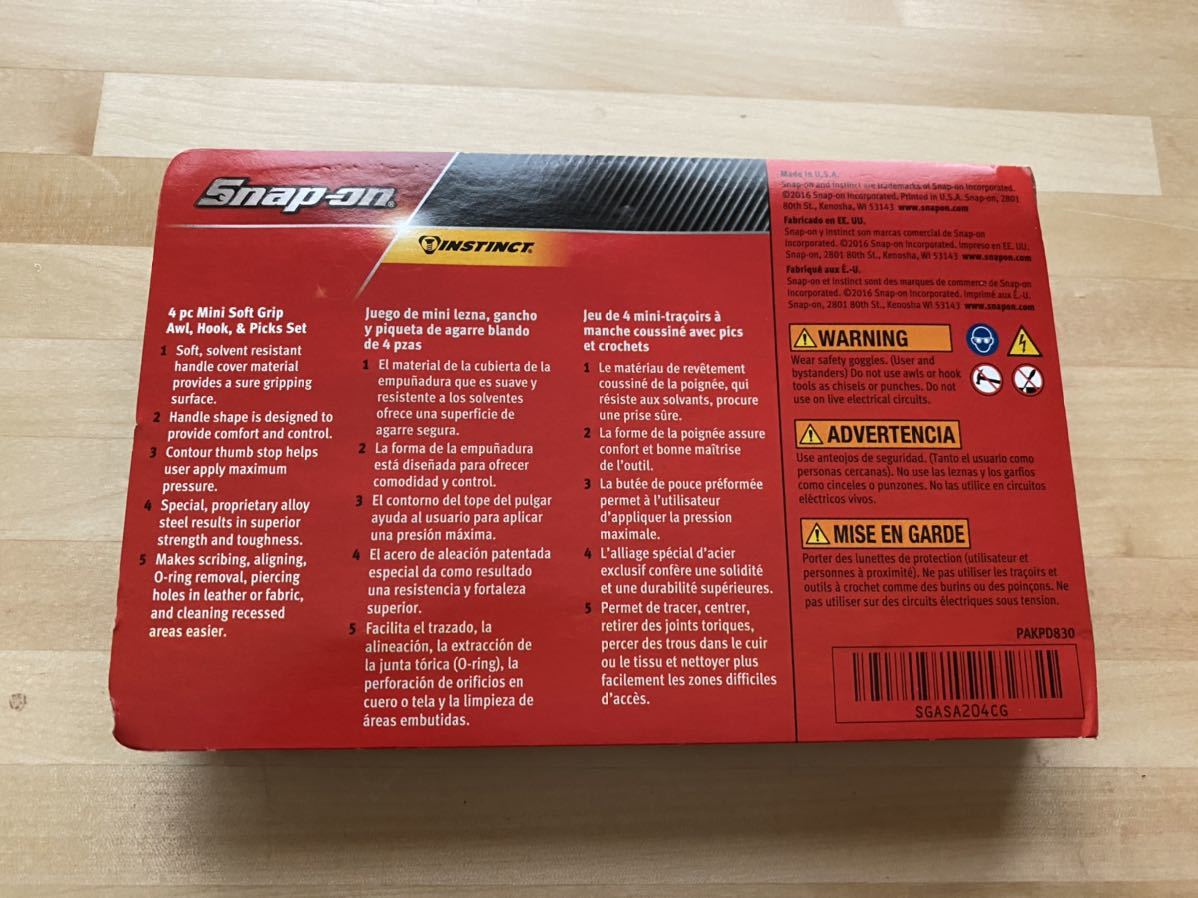 Snap-on®
INSTINCT.
4 pc Mini Soft Grip
Awl, Hook, & Picks Set
1 Soft, solvent resistant
handle cover material
provides a sure gripping
surface.
2 Handle shape is designed to
provide comfort and control.
3 Contour thumb stop helps
user apply maximum
pressure.
4 Special, proprietary alloy
steel results in superior
strength and toughness.
5 Makes scribing, aligning,
O-ring removal, piercing
holes in leather or fabric,
and cleaning recessed
areas easier.
Juego de mini lezna, gancho
y piqueta de agarre blando
de 4 pzas
1 El material de la cubierta de la
empuñadura que es suave y
resistente a los solventes
ofrece una superficie de
agarre segura.
2 La forma de la empuñadura
está diseñada para ofrecer
comodidad y control.
3 El contorno del tope del pulgar
ayuda al usuario para aplicar
una presión máxima.
4 El acero de aleación patentada
especial da como resultado
una resistencia y fortaleza
superior.
5 Facilita el trazado, la
alineación, la extracción de
la junta tórica (O-ring), la
perforación de orificios en
cuero o tela y la limpieza de
áreas embutidas.
Jeu de 4 mini-traçoirs à
manche coussiné avec pics
et crochets
1 Le matériau de revêtement
coussiné de la poignée, qui
résiste aux solvants, procure
une prise sûre.
2 La forme de la poignée assure
confort et bonne maîtrise
de l'outil.
3 La butée de pouce préformée
permet à l'utilisateur
d'appliquer la pression
maximale.
4 L'alliage spécial d'acier
exclusif confère une solidité
et une durabilité supérieures.
5 Permet de tracer, centrer,
retirer des joints toriques,
percer des trous dans le cuir
ou le tissu et nettoyer plus
facilement les zones difficiles
d'accès.
Made in U.S.A.
Snap-on and Instinct are trademarks of Snap-on Incorporated.
©2016 Snap-on Incorporated. Printed in U.S.A. Snap-on, 2801
80th St., Kenosha, WI 53143 www.snapon.com
Fabricado en EE. UU.
Snap-on y Instinct son marcas comercial de Snap-on
Incorporated. ©2016 Snap-on Incorporated. Impreso en EE. UU.
Snap-on, 2801 80th St., Kenosha, WI 53143 www.snapon.com
Fabriqué aux É.-U.
Snap-on et Instinct sont des marques de commerce de Snap-on
Incorporated. ©2016 Snap-on Incorporated. Imprimé aux É.-U.
Snap-on, 2801 80th St., Kenosha WI 53143 www.snapon.com
WARNING
Wear safety goggles. (User and
bystanders) Do not use awls or hook
tools as chisels or punches. Do not
use on live electrical circuits.
ADVERTENCIA
Use anteojos de seguridad. (Tanto el usuario como
personas cercanas). No use las leznas y los garfios
como cinceles o punzones. No las utilice en circuitos
eléctricos vivos.
MISE EN GARDE
Porter des lunettes de protection (utilisateur et
personnes à proximité). Ne pas utiliser les traçoirs et
outils à crochet comme des burins ou des poinçons. Ne
pas utiliser sur des circuits électriques sous tension.
PAKPD830
SGASA204CG